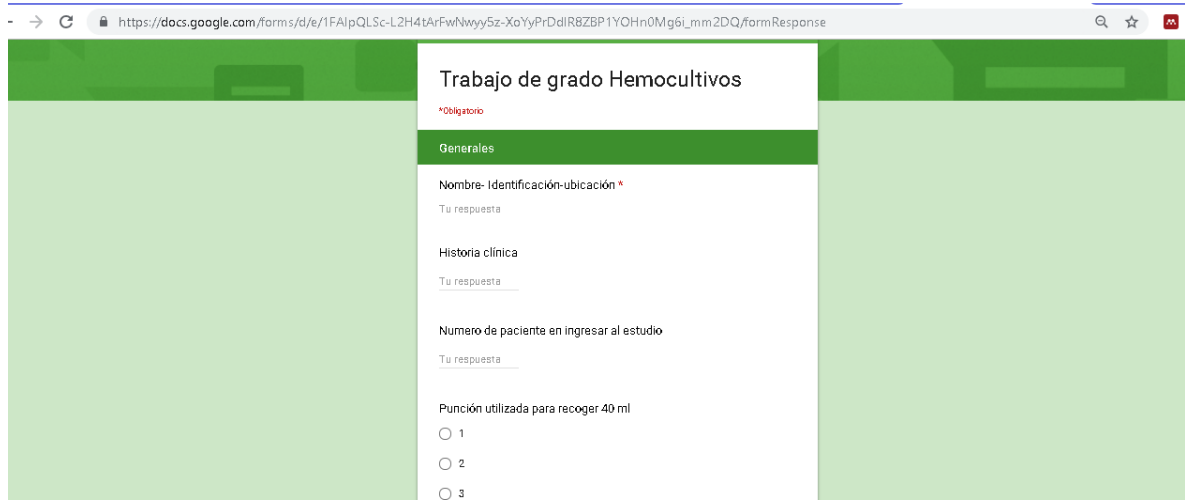 https://docs.google.com/forms/d/e/1FAIpQLSc-L2H4tArFwNwyy5z-XoYyPrDdIR8ZBP1YOHn0Mg6i_mm2DQ/formResponse
Trabajo de grado Hemocultivos
*Obligatorio
Generales
Nombre- Identificación-ubicación *
Tu respuesta
Historia clínica
Tu respuesta
Numero de paciente en ingresar al estudio
Tu respuesta
Punción utilizada para recoger 40 ml
1
2
3